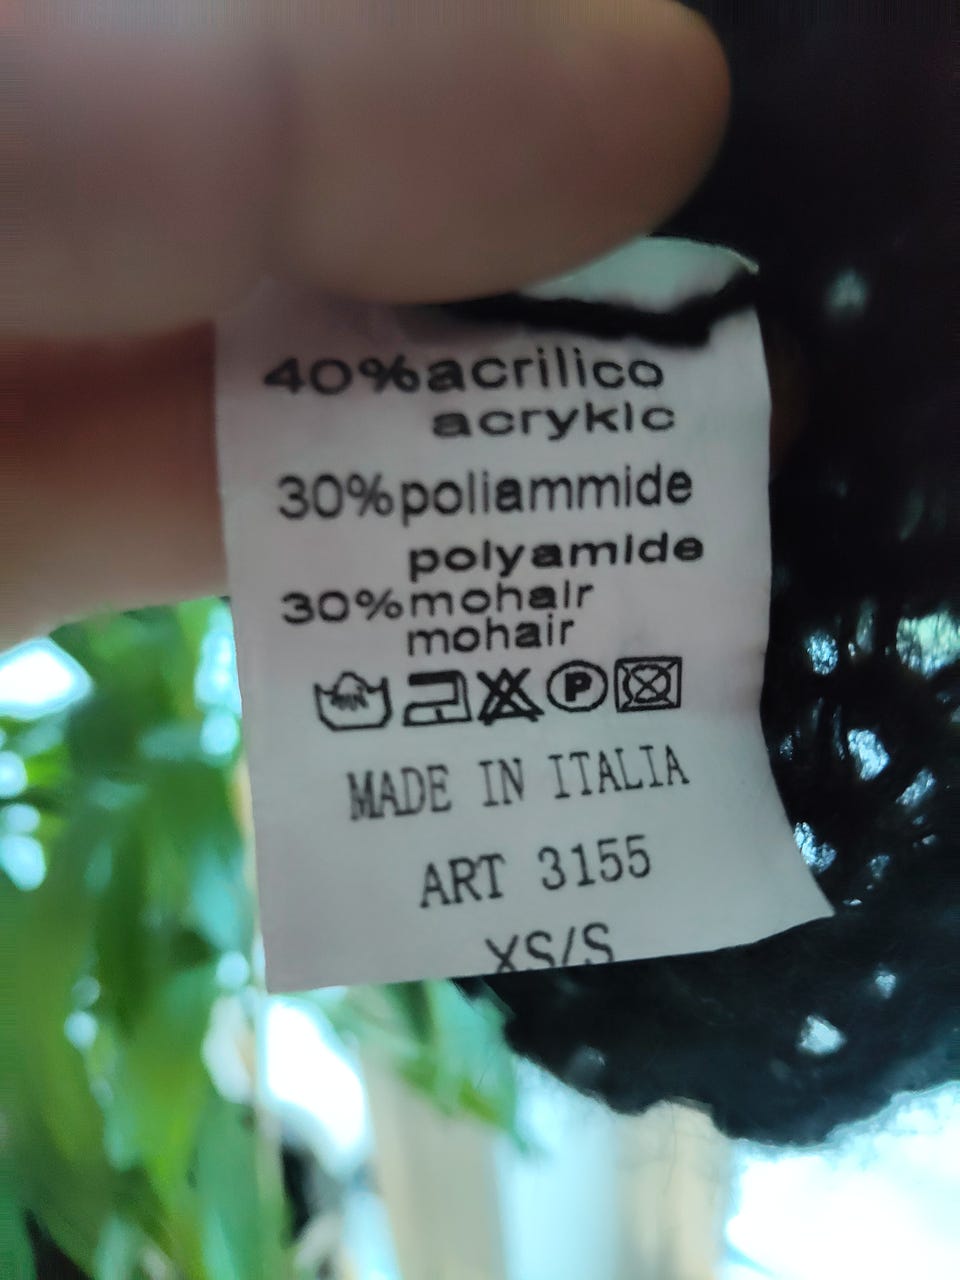 40%acrilico
acrykic
30%poliammide
polyamide
30%mohair
mohair
P
MADE IN ITALIA
ART 3155
XS/S